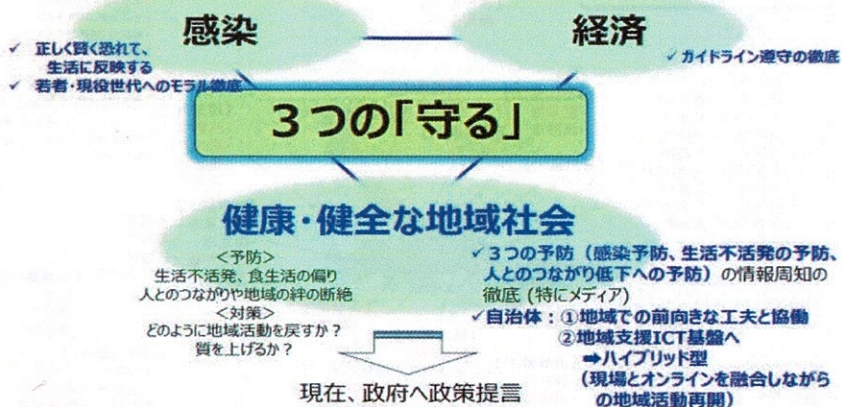 感染
経済
✓ 正しく賢く恐れて、
生活に反映する
✓ 若者・現役世代へのモラル徹底
✓ ガイドライン遵守の徹底
3つの「守る」
健康・健全な地域社会
<予防>
生活不活発、食生活の偏り
人とのつながりや地域の絆の断絶
<対策>
どのように地域活動を戻すか?
質を上げるか?
✓ 3つの予防（感染予防、生活不活発の予防、
人とのつながり低下への予防）の情報周知の
徹底 (特にメディア)
✓ 自治体：①地域での前向きな工夫と協働
②地域支援ICT基盤へ
➡ハイブリッド型
（現場とオンラインを融合しながら
の地域活動再開）
現在、政府へ政策提言